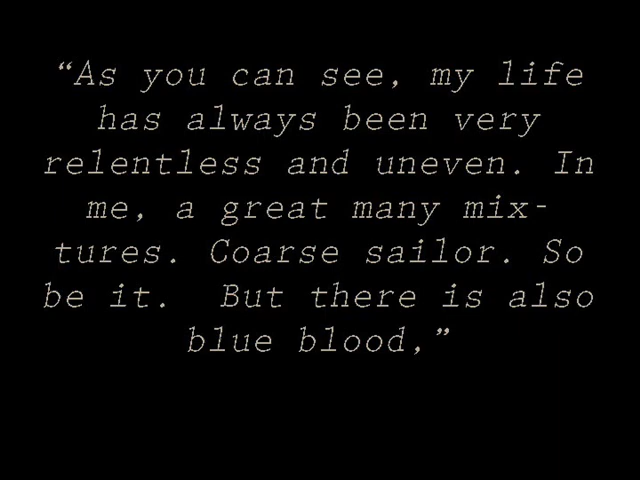 “As you can see, my life
has always been very
relentless and uneven. In
me, a great many mix-
tures. Coarse sailor. So
be it.  But there is also
blue blood,”